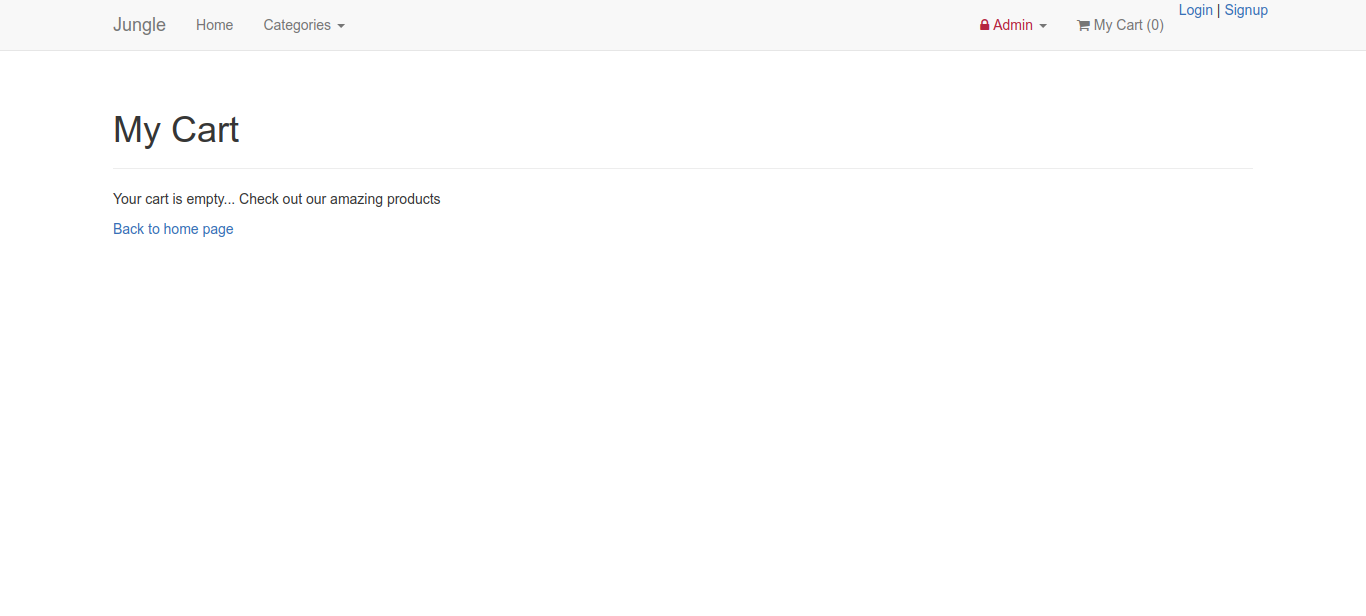 Jungle Home Categories Admin My Cart (0) Login | Signup
My Cart
Your cart is empty... Check out our amazing products
Back to home page